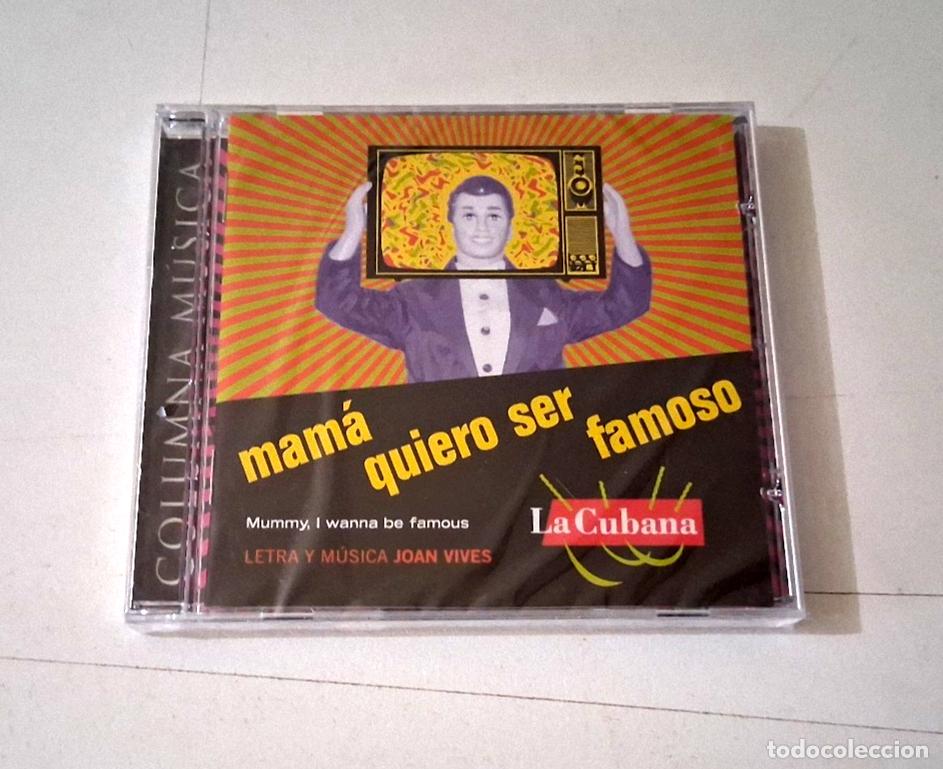 COLUMNA MÚSICA
mamá
quiero ser
famoso
Mummy, I wanna be famous
LETRA Y MÚSICA JOAN VIVES
La Cubana
todocoleccion